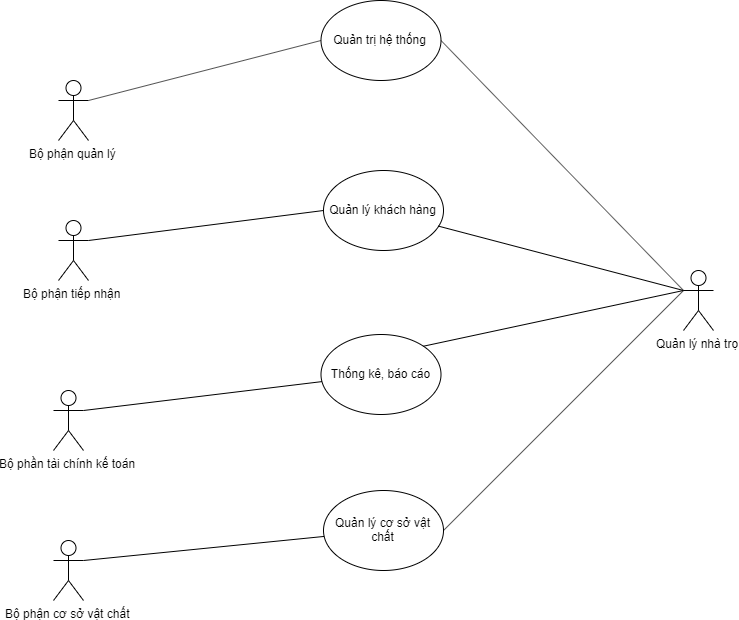 Quản trị hệ thống
Bộ phận quản lý
Quản lý khách hàng
Bộ phận tiếp nhận
Quản lý nhà trọ
Thống kê, báo cáo
Bộ phần tài chính kế toán
Quản lý cơ sở vật
chất
Bộ phận cơ sở vật chất